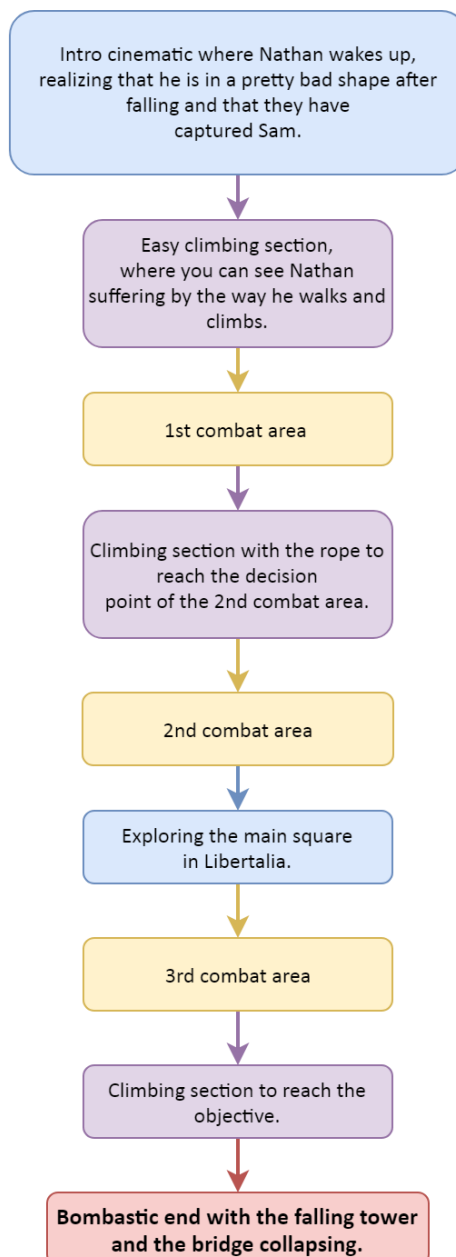 Intro cinematic where Nathan wakes up,
realizing that he is in a pretty bad shape after
falling and that they have
captured Sam.
Easy climbing section,
where you can see Nathan
suffering by the way he walks and
climbs.
1st combat area
Climbing section with the rope to
reach the decision
point of the 2nd combat area.
2nd combat area
Exploring the main square
in Libertalia.
3rd combat area
Climbing section to reach the
objective.
Bombastic end with the falling tower
and the bridge collapsing.